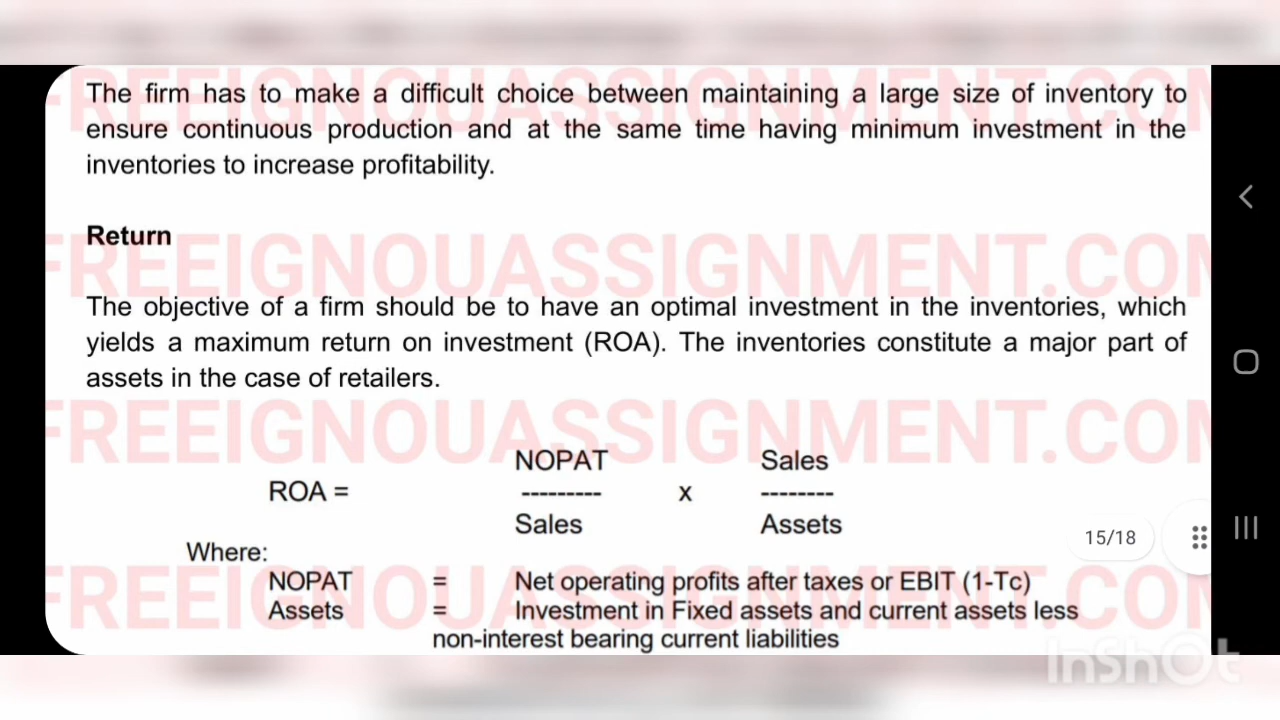 The firm has to make a difficult choice between maintaining a large size of inventory to
ensure continuous production and at the same time having minimum investment in the
inventories to increase profitability.
Return
FREEIGNOUASSIGNMENT.COM
The objective of a firm should be to have an optimal investment in the inventories, which
yields a maximum return on investment (ROA). The inventories constitute a major part of
assets in the case of retailers.
FREEIGNOUASSIGNMENT.COM
NOPAT Sales
ROA = --------- x --------
Sales Assets
15/18
Where:
NOPAT = Net operating profits after taxes or EBIT (1-Tc)
Assets = Investment in Fixed assets and current assets less
non-interest bearing current liabilities
InShOt